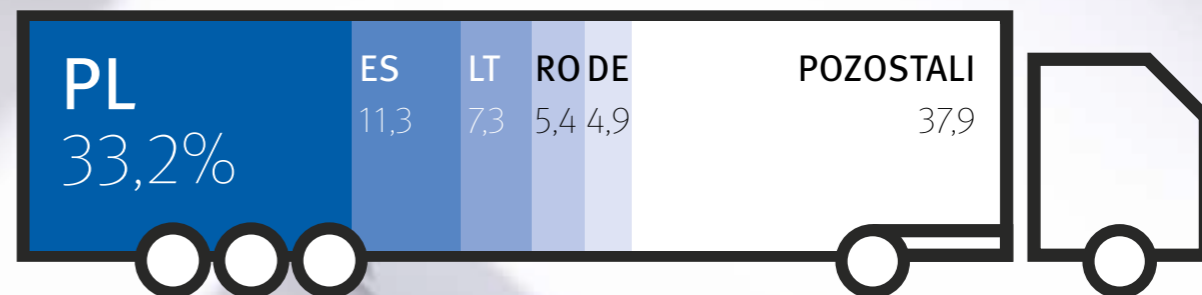 PL
33,2%
ES
11,3
LT
7,3
RO
5,4
DE
4,9
POZOSTALI
37,9